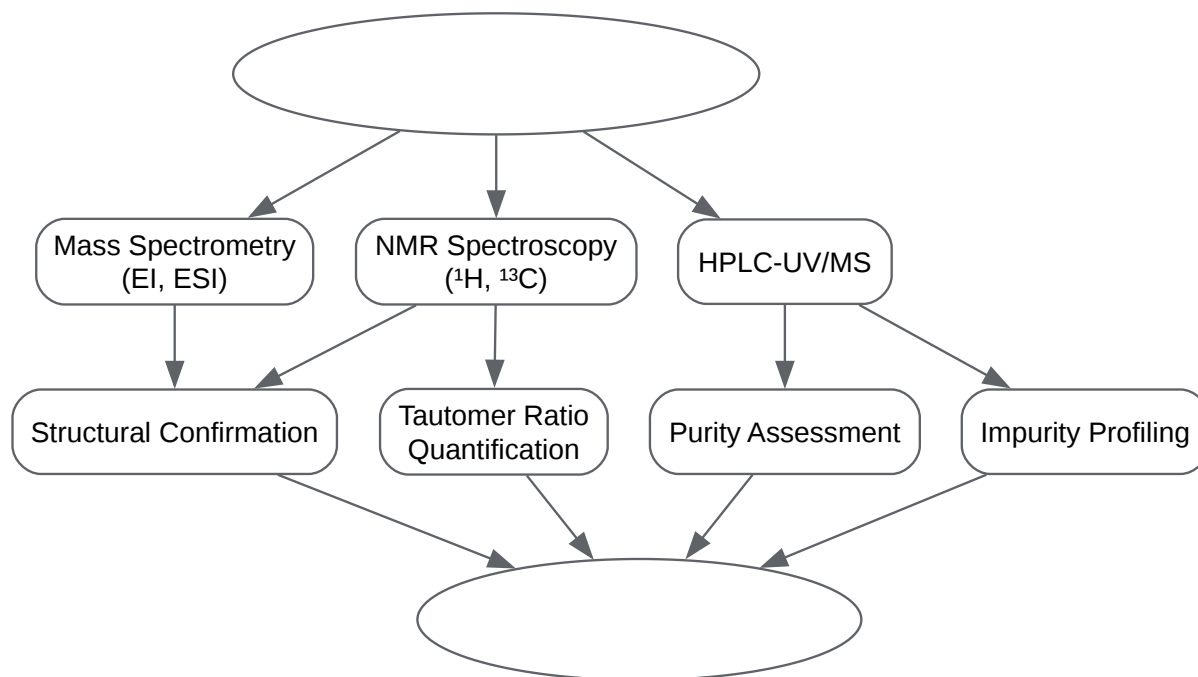 Mass Spectrometry
(EI, ESI)
NMR Spectroscopy
(¹H, ¹³C)
HPLC-UV/MS
Structural Confirmation
Tautomer Ratio
Quantification
Purity Assessment
Impurity Profiling